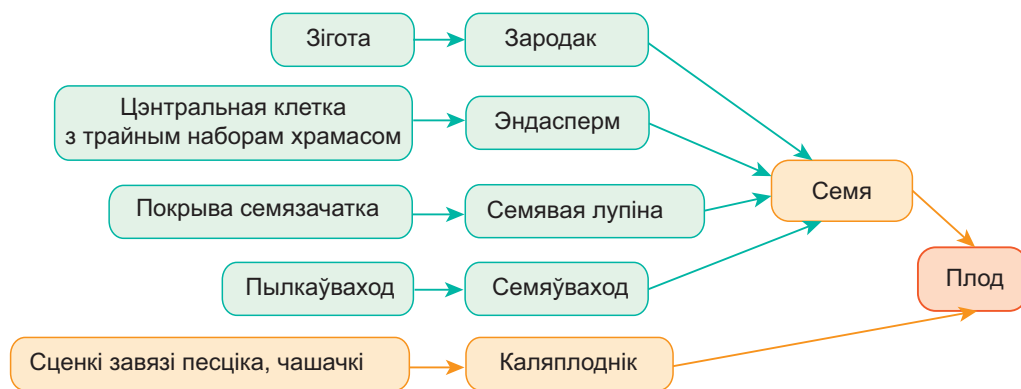 Зігота
Зародак
Цэнтральная клетка
з трайным наборам храмасом
Эндасперм
Покрыва семязачатка
Семявая лупіна
Семя
Пылкаўваход
Семяўваход
Плод
Сценкі завязі песціка, чашачкі
Каляплоднік